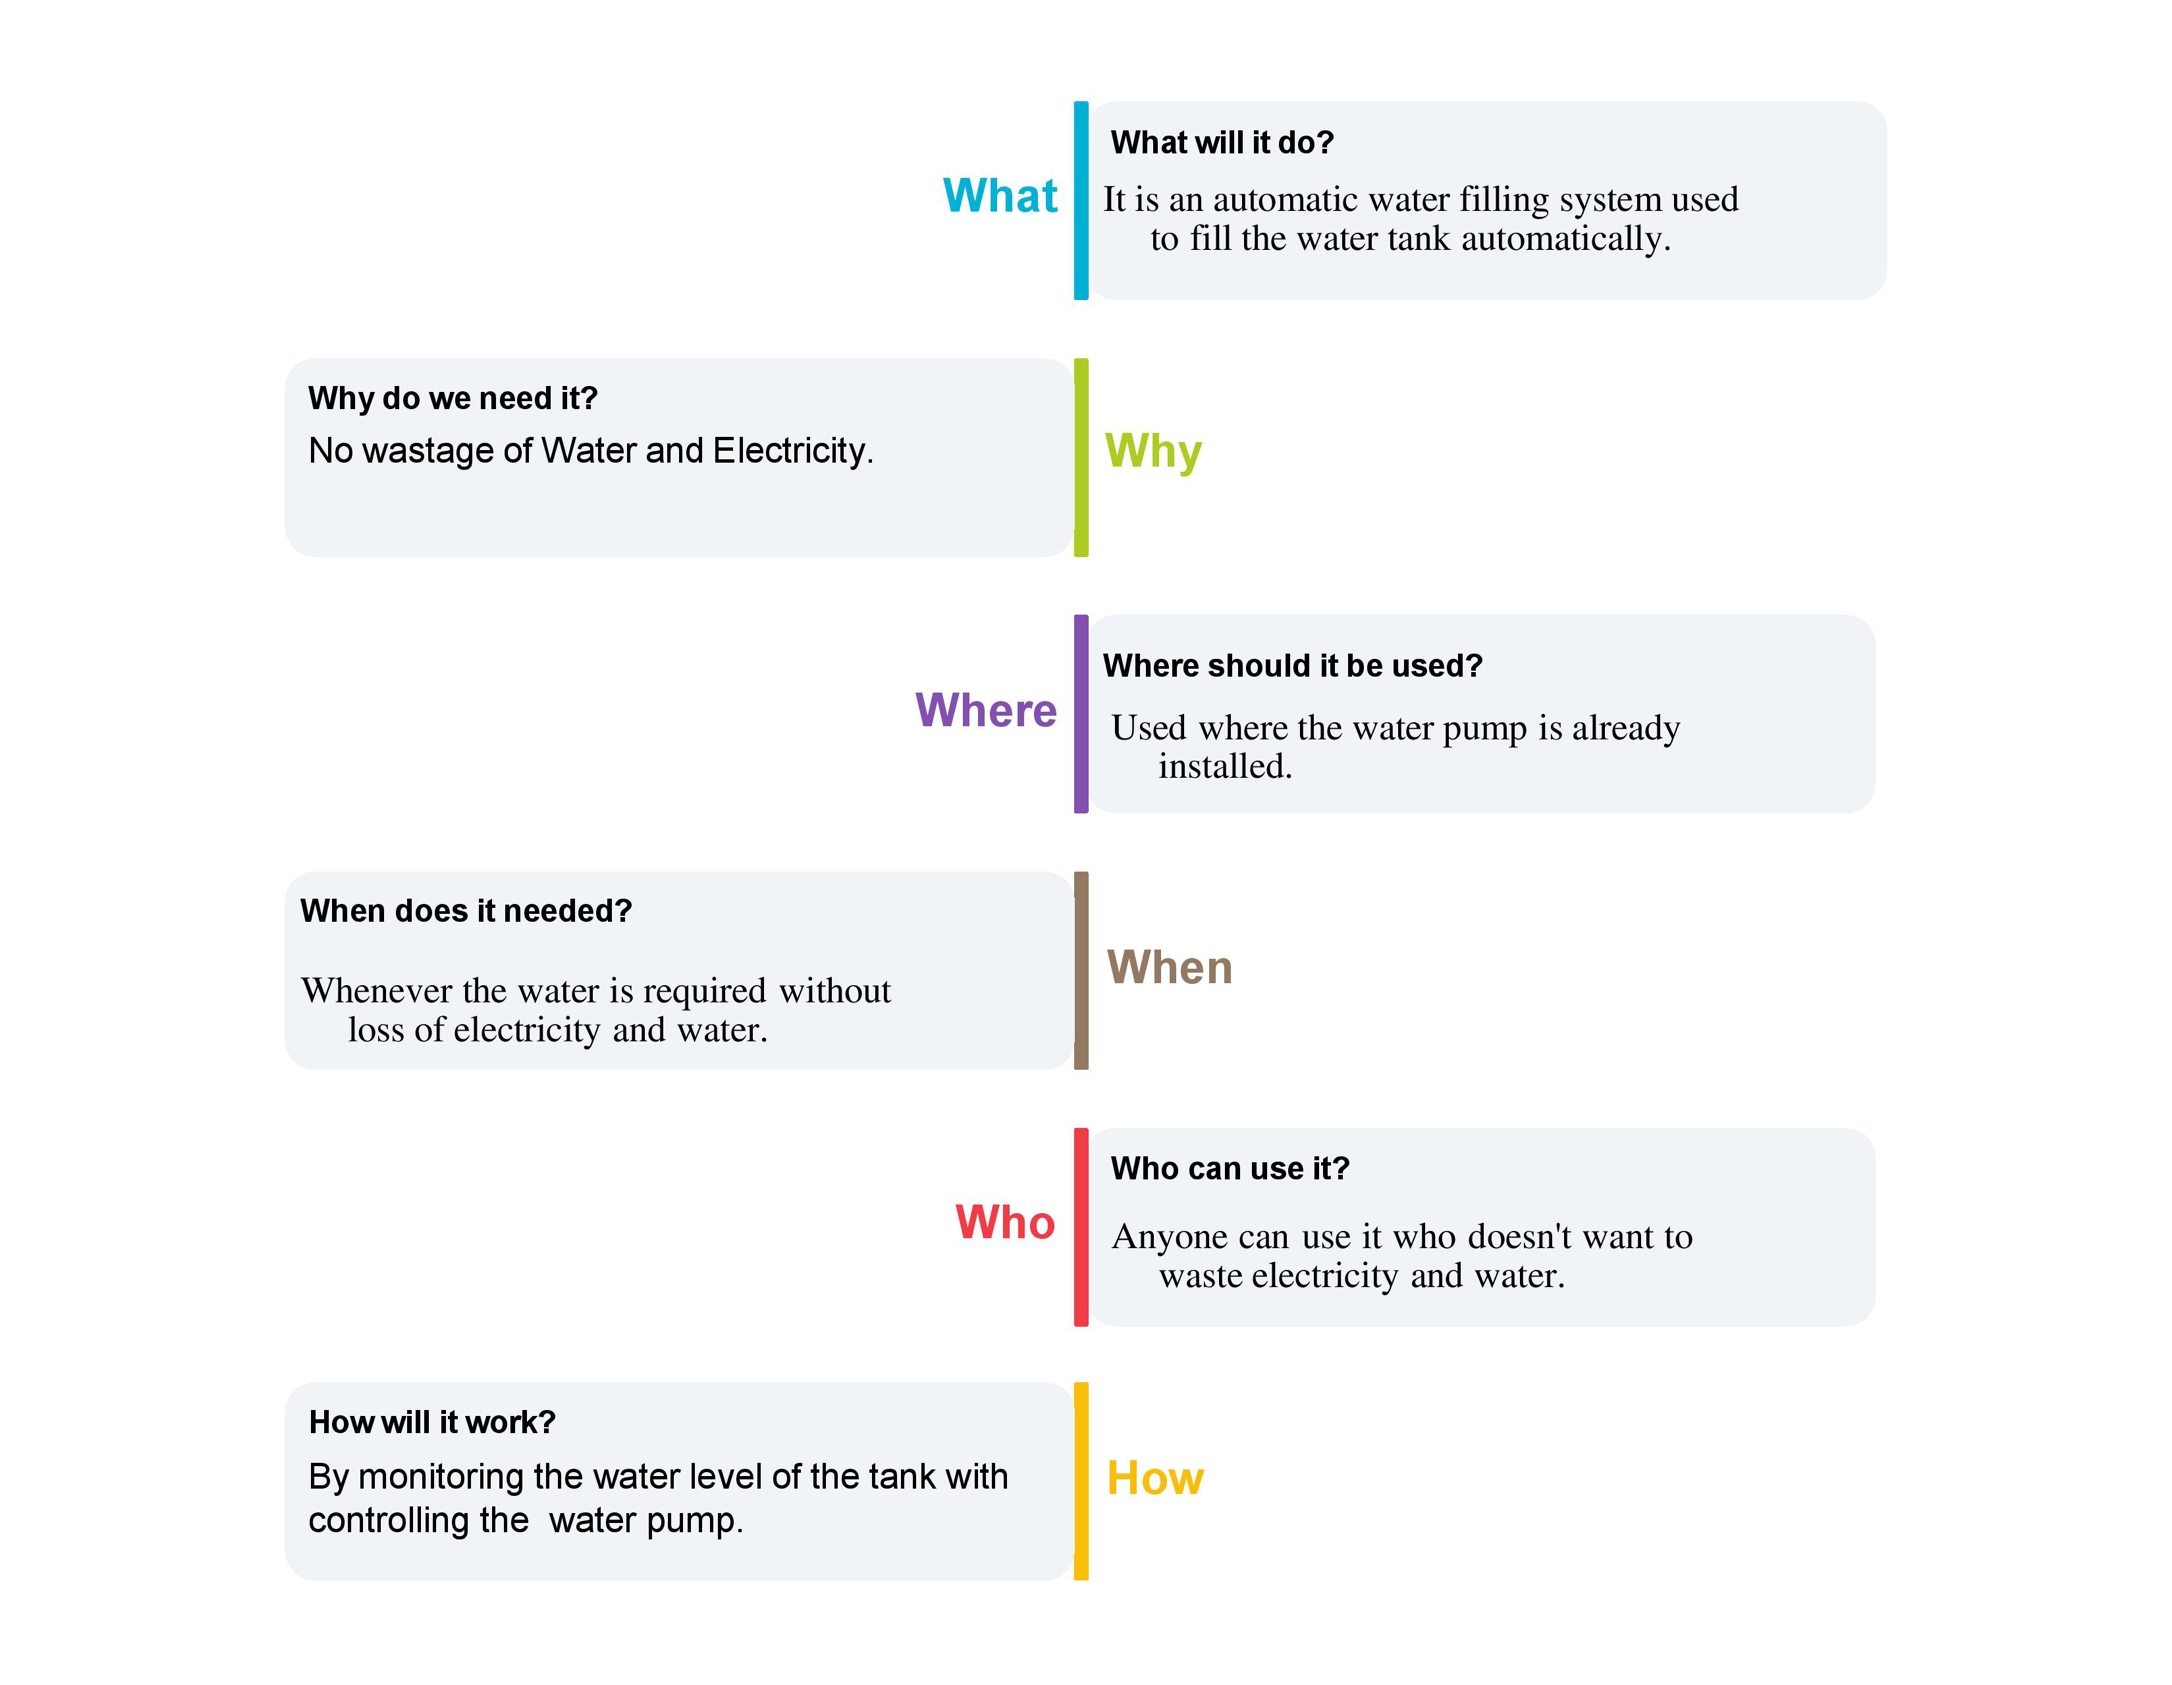 What
What will it do?
It is an automatic water filling system used
to fill the water tank automatically.
Why do we need it?
No wastage of Water and Electricity.
Why
Where
Where should it be used?
Used where the water pump is already
installed.
When does it needed?
Whenever the water is required without
loss of electricity and water.
When
Who
Who can use it?
Anyone can use it who doesn't want to
waste electricity and water.
How will it work?
By monitoring the water level of the tank with
controlling the  water pump.
How